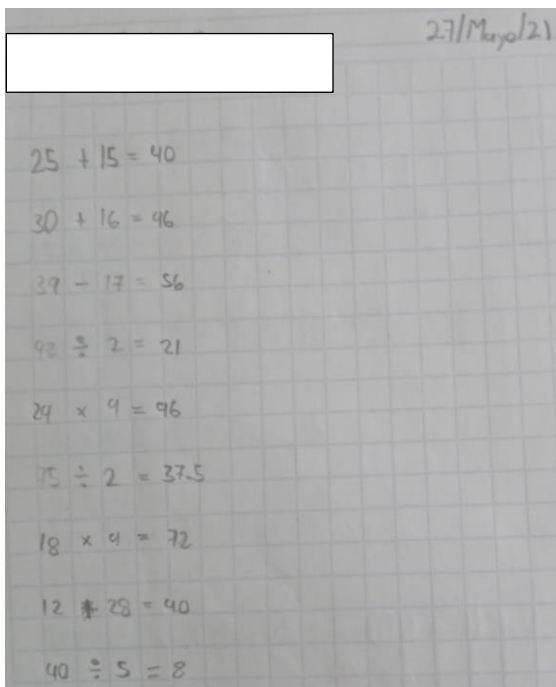 27/Mayo/21
25 + 15 = 40
30 + 16 = 46
39 - 17 = 56
42 ÷ 2 = 21
24 × 4 = 96
75 ÷ 2 = 37.5
18 × 4 = 72
12 + 28 = 40
40 ÷ 5 = 8